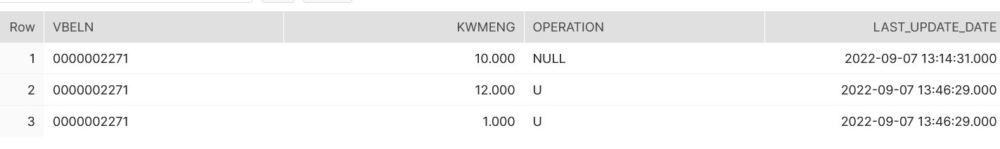 Row VBELN KWMENG OPERATION LAST_UPDATE_DATE
1 0000002271 10.000 NULL 2022-09-07 13:14:31.000
2 0000002271 12.000 U 2022-09-07 13:46:29.000
3 0000002271 1.000 U 2022-09-07 13:46:29.000